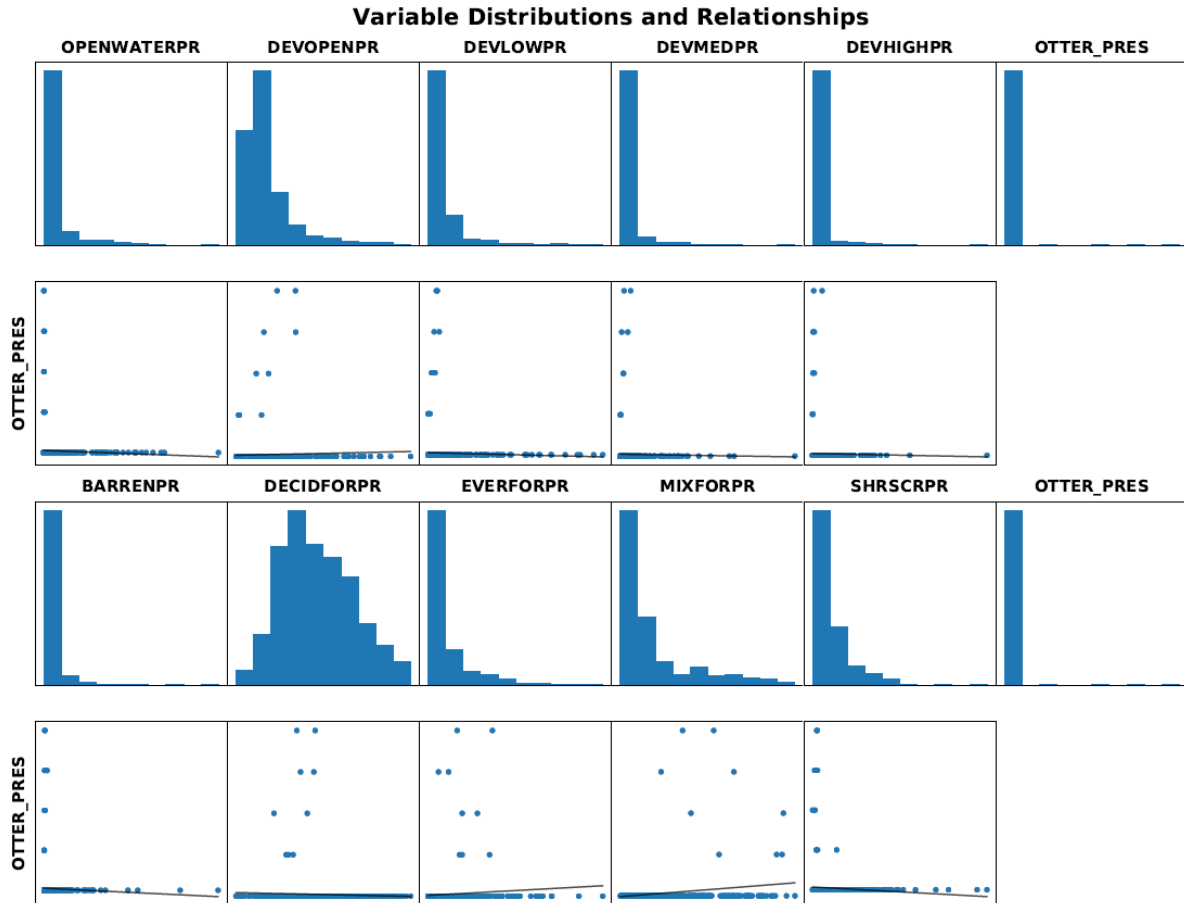 Variable Distributions and Relationships
OPENWATERPR DEVOPENPR DEVLOWPR DEVMEDPR DEVHIGHPR OTTER_PRES
OTTER_PRES
BARRENPR DECIDFORPR EVERFORPR MIXFORPR SHRSCRPR OTTER_PRES
OTTER_PRES